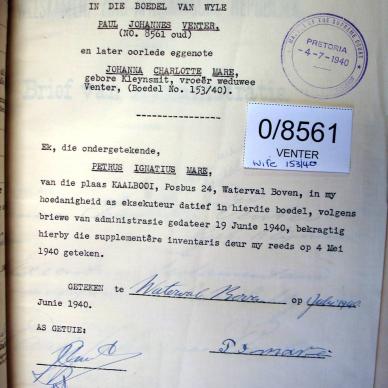 IN DIE BOEDEL VAN WYLE
PAUL JOHANNES VENTER,
(NO. 8561 oud)
en later oorlede eggenote
JOHANNA CHARLOTTE MARE,
gebore Kleynsmit, vroeër weduwee
Venter, (Boedel No. 153/40).
SUPREME COURT
PRETORIA
-4-7-1940
0/8561
VENTER
Wife 153/40
Ek, die ondergetekende,
PETRUS IGNATIUS MARE,
van die plaas KAALBOOI, Posbus 24, Waterval Boven, in my
hoedanigheid as eksekuteur datief in hierdie boedel, volgens
briewe van administrasie gedateer 19 Junie 1940, bekragtig
hierby die supplementêre inventaris deur my reeds op 4 Mei
1940 geteken.
GETEKEN te Waterval Boven op
Junie 1940.
AS GETUIE:
P I Mare